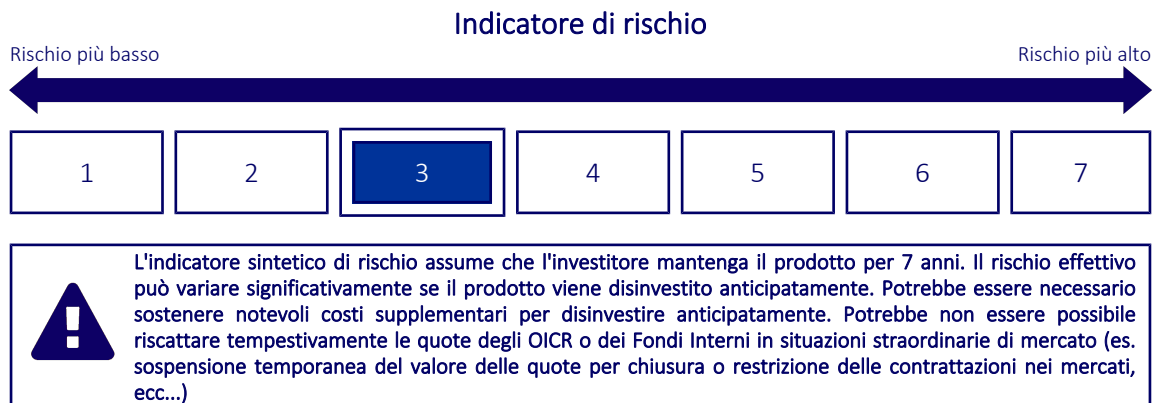 Indicatore di rischio
Rischio più basso
Rischio più alto
1
2
3
4
5
6
7
L'indicatore sintetico di rischio assume che l'investitore mantenga il prodotto per 7 anni. Il rischio effettivo
può variare significativamente se il prodotto viene disinvestito anticipatamente. Potrebbe essere necessario
sostenere notevoli costi supplementari per disinvestire anticipatamente. Potrebbe non essere possibile
riscattare tempestivamente le quote degli OICR o dei Fondi Interni in situazioni straordinarie di mercato (es.
sospensione temporanea del valore delle quote per chiusura o restrizione delle contrattazioni nei mercati,
ecc...)